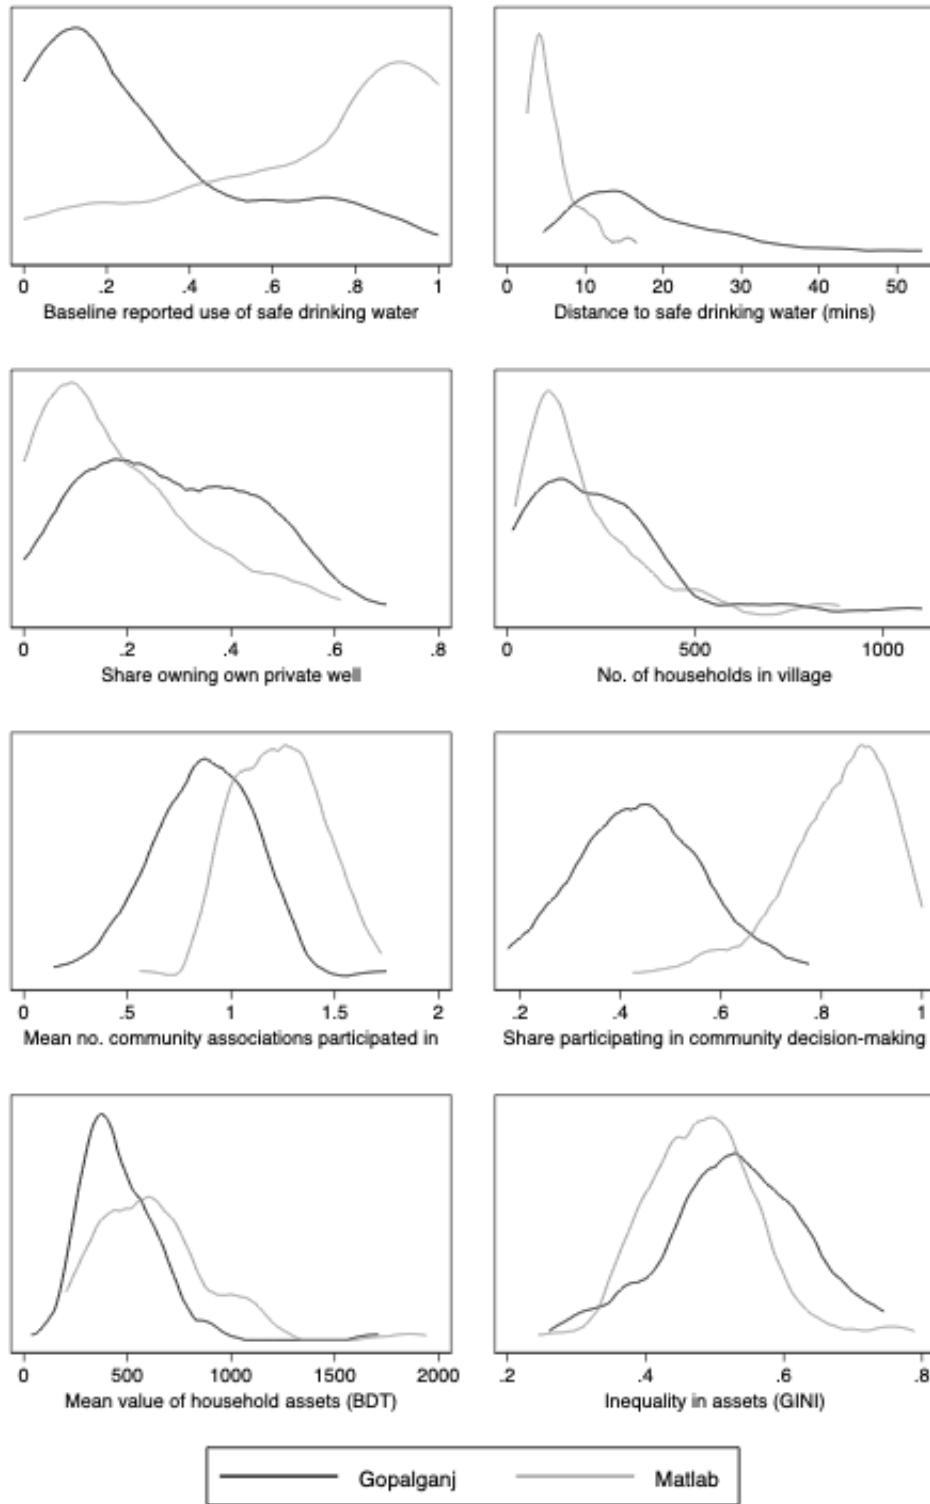 0 .2 .4 .6 .8 1
Baseline reported use of safe drinking water
0 10 20 30 40 50
Distance to safe drinking water (mins)
0 .2 .4 .6 .8
Share owning own private well
0 500 1000
No. of households in village
0 .5 1 1.5 2
Mean no. community associations participated in
.2 .4 .6 .8 1
Share participating in community decision-making
0 500 1000 1500 2000
Mean value of household assets (BDT)
.2 .4 .6 .8
Inequality in assets (GINI)
Gopalganj Matlab